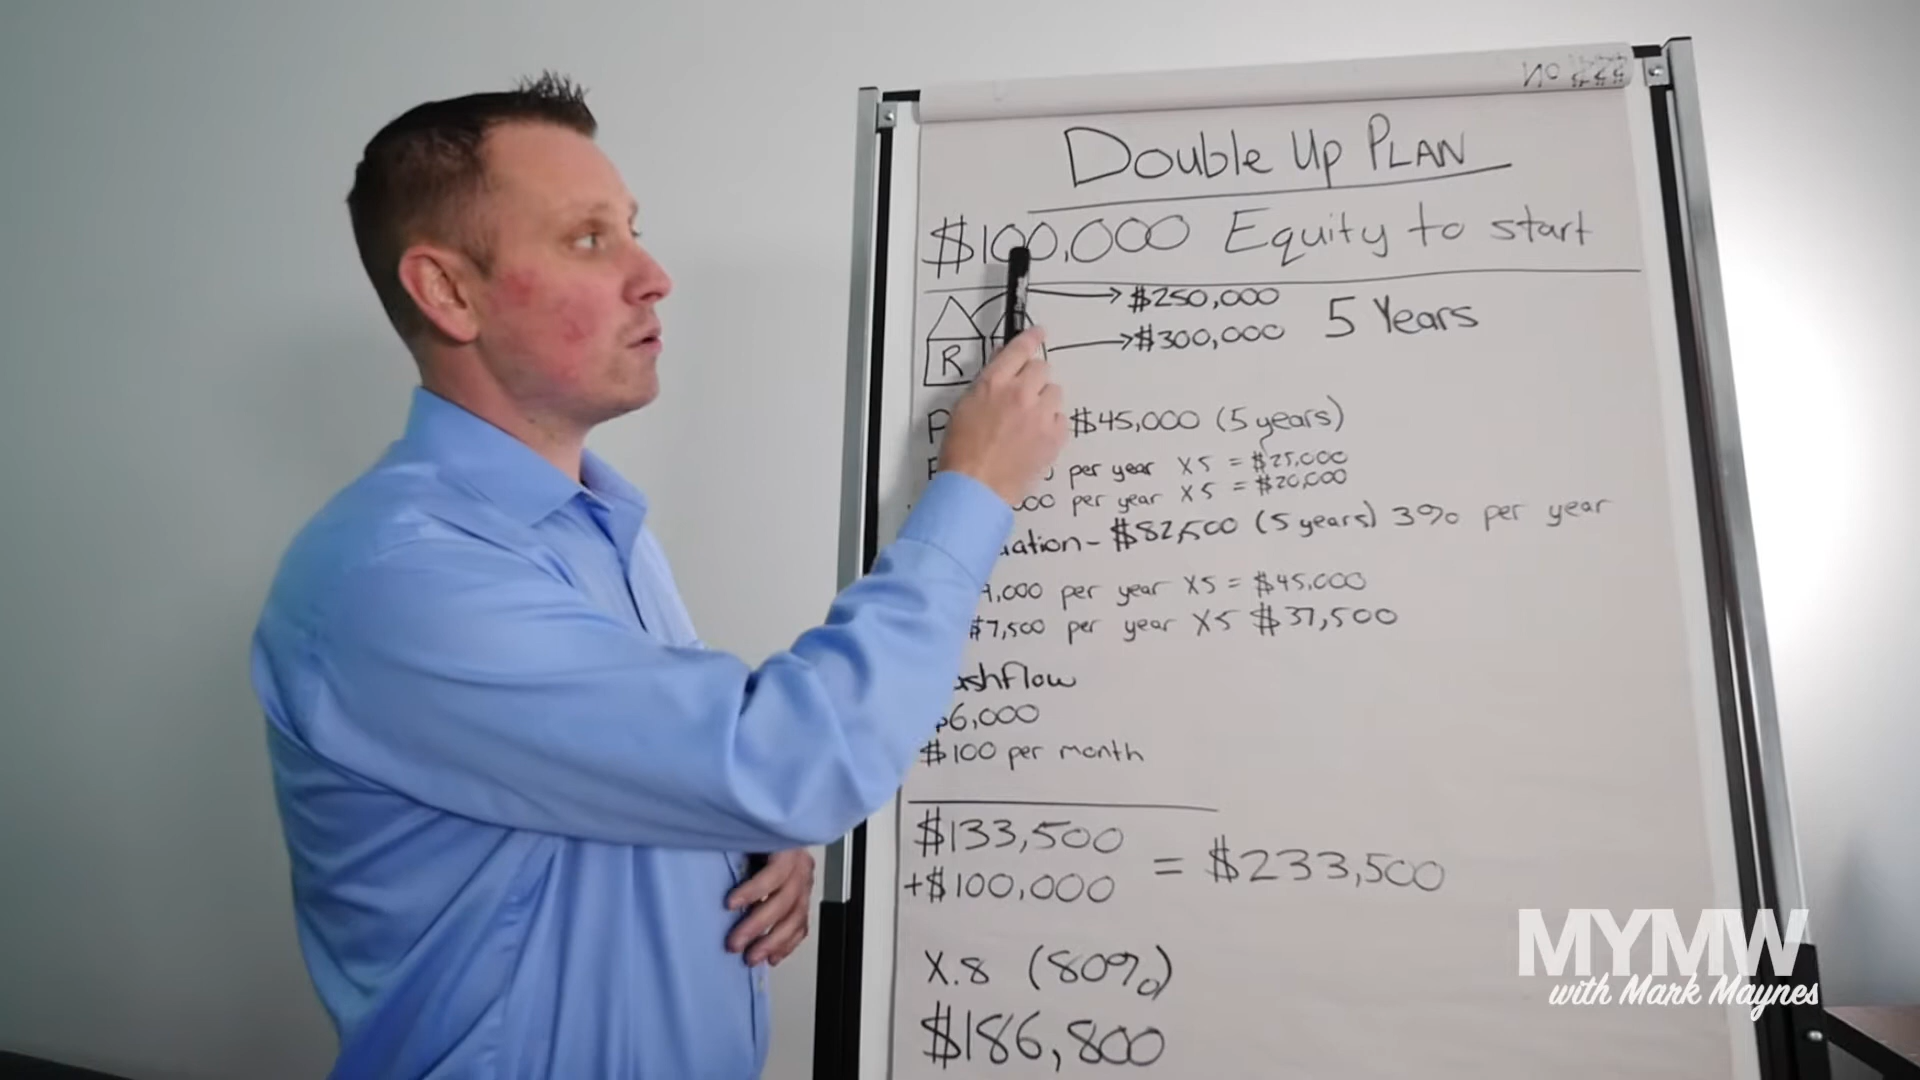 Double Up PLAN
$100,000 Equity to start
$250,000
$300,000 5 Years
R
$45,000 (5 years)
per year X5 = $25,000
per year X5 = $20,000
$82,500 (5 years) 3% per year
per year X5 = $45,000
$7,500 per year X5 $37,500
$6,000
$100 per month
$133,500
+$100,000 = $233,500
X.8 (80%)
$186,800
MYMW
with Mark Maynes